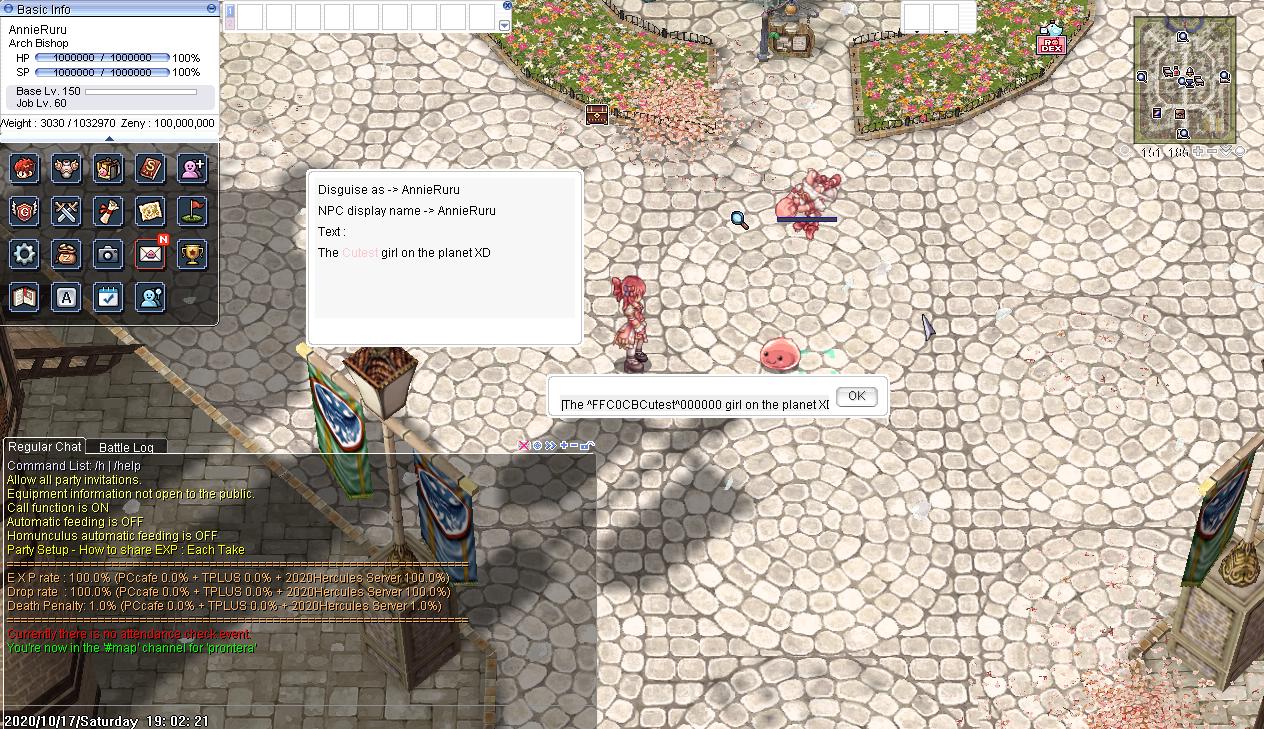 Basic Info
AnnieRuru
Arch Bishop
HP 1000000 / 1000000 100%
SP 1000000 / 1000000 100%
Base Lv. 150
Job Lv. 60
Weight : 3030 / 1032970 Zeny : 100,000,000
N
RODEX
151 186
Disguise as -> AnnieRuru
NPC display name -> AnnieRuru
Text :
The Cutest girl on the planet XD
The ^FFC0CBCutest^000000 girl on the planet XD
OK
Regular Chat Battle Log
Command List: /h | /help
Allow all party invitations.
Equipment information not open to the public.
Call function is ON
Automatic feeding is OFF
Homunculus automatic feeding is OFF
Party Setup - How to share EXP : Each Take
E X P rate : 100.0% (PCcafe 0.0% + TPLUS 0.0% + 2020Hercules Server 100.0%)
Drop rate : 100.0% (PCcafe 0.0% + TPLUS 0.0% + 2020Hercules Server 100.0%)
Death Penalty: 1.0% (PCcafe 0.0% + TPLUS 0.0% + 2020Hercules Server 1.0%)
Currently there is no attendance check event.
You're now in the '#map' channel for 'prontera'
2020/10/17/Saturday 19: 02: 21